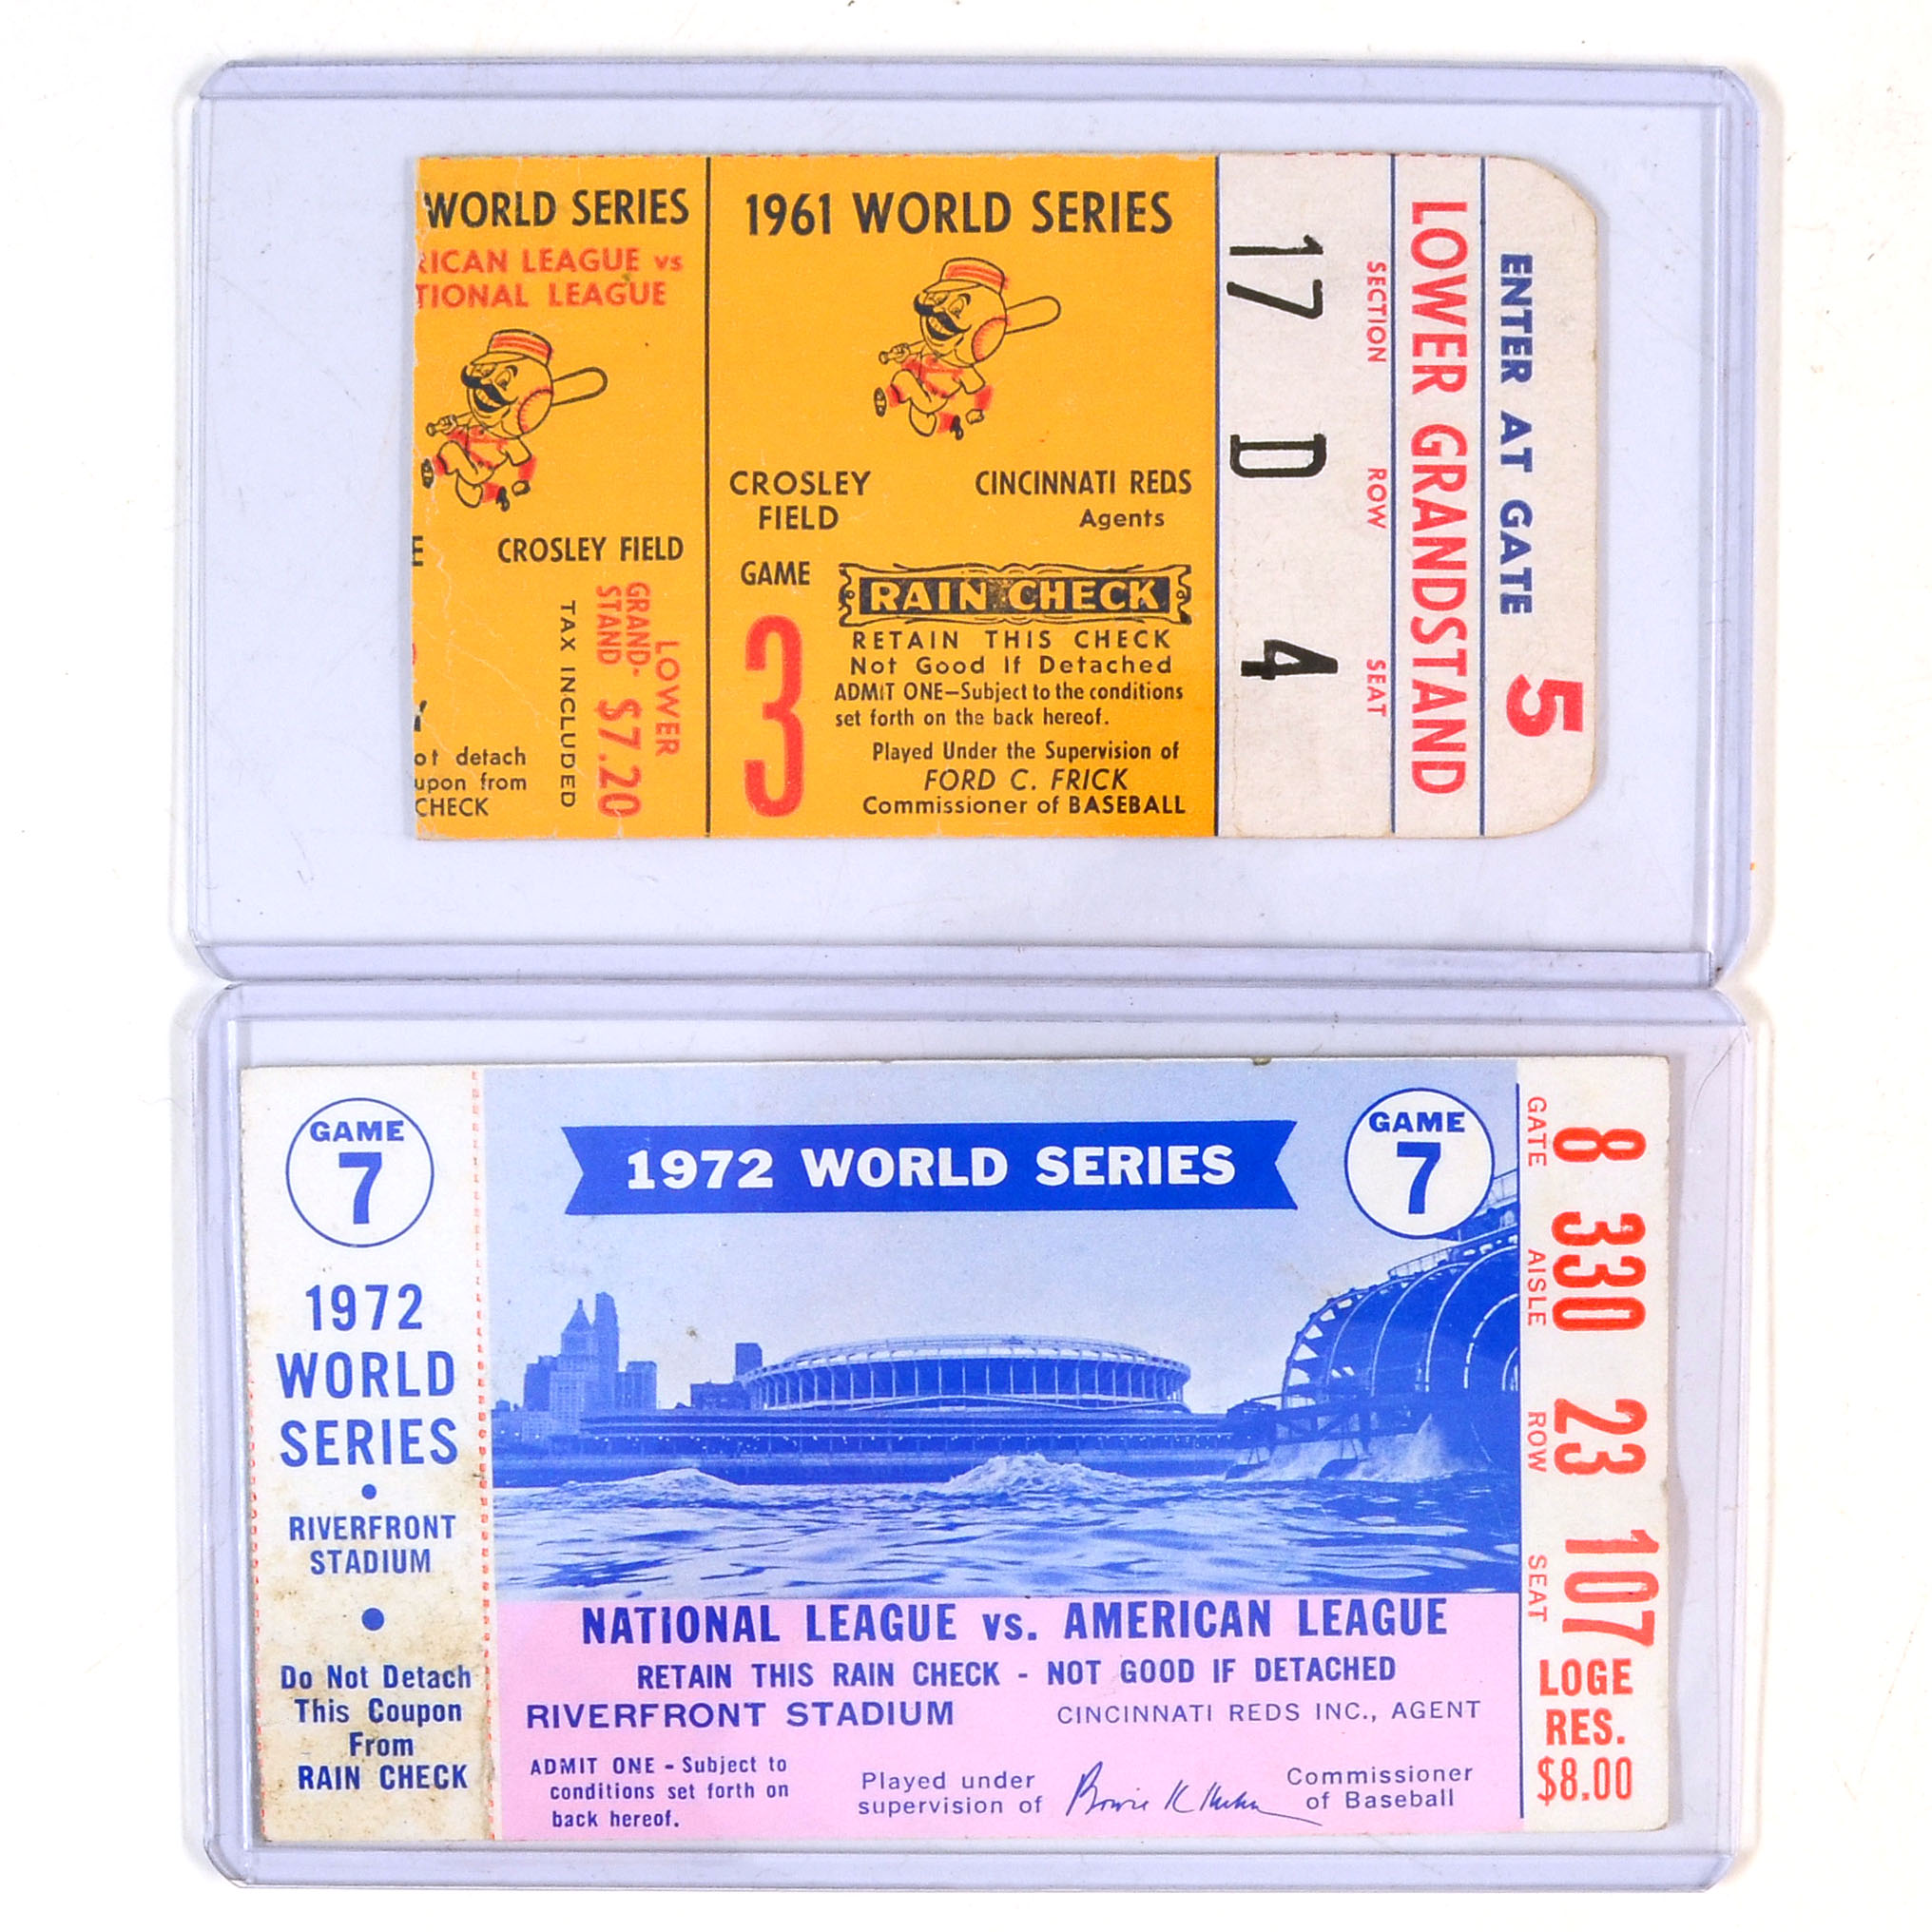 WORLD SERIES
RICAN LEAGUE vs
TIONAL LEAGUE
E
CROSLEY FIELD
LOWER
GRAND-
STAND $7.20
TAX INCLUDED
Y
ot detach
upon from
CHECK
1961 WORLD SERIES
CROSLEY
FIELD
CINCINNATI REDS
Agents
GAME
3
RAIN CHECK
RETAIN THIS CHECK
Not Good If Detached
ADMIT ONE—Subject to the conditions
set forth on the back hereof.
Played Under the Supervision of
FORD C. FRICK
Commissioner of BASEBALL
17 D 4
SECTION ROW SEAT
LOWER GRANDSTAND
ENTER AT GATE 5
GAME
7
1972
WORLD
SERIES
RIVERFRONT
STADIUM
Do Not Detach
This Coupon
From
RAIN CHECK
1972 WORLD SERIES
GAME
7
NATIONAL LEAGUE vs. AMERICAN LEAGUE
RETAIN THIS RAIN CHECK - NOT GOOD IF DETACHED
RIVERFRONT STADIUM
CINCINNATI REDS INC., AGENT
ADMIT ONE - Subject to
conditions set forth on
back hereof.
Played under
supervision of
Bowie K Kuhn
Commissioner
of Baseball
8 330 23 107
GATE AISLE ROW SEAT
LOGE
RES.
$8.00